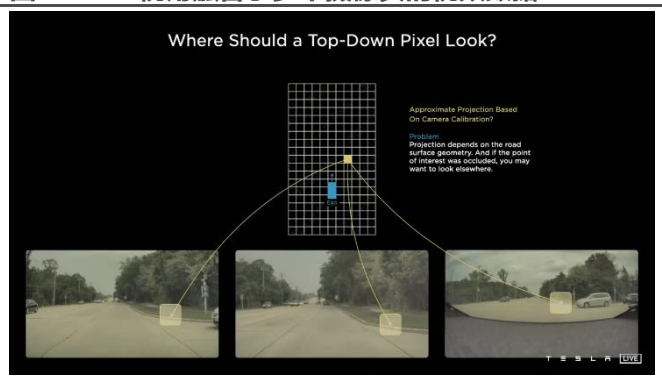 Where Should a Top-Down Pixel Look?
Approximate Projection Based
On Camera Calibration?
Problem
Projection depends on the road
surface geometry. And if the point
of interest was occluded, you may
want to look elsewhere.
TESLA LIVE